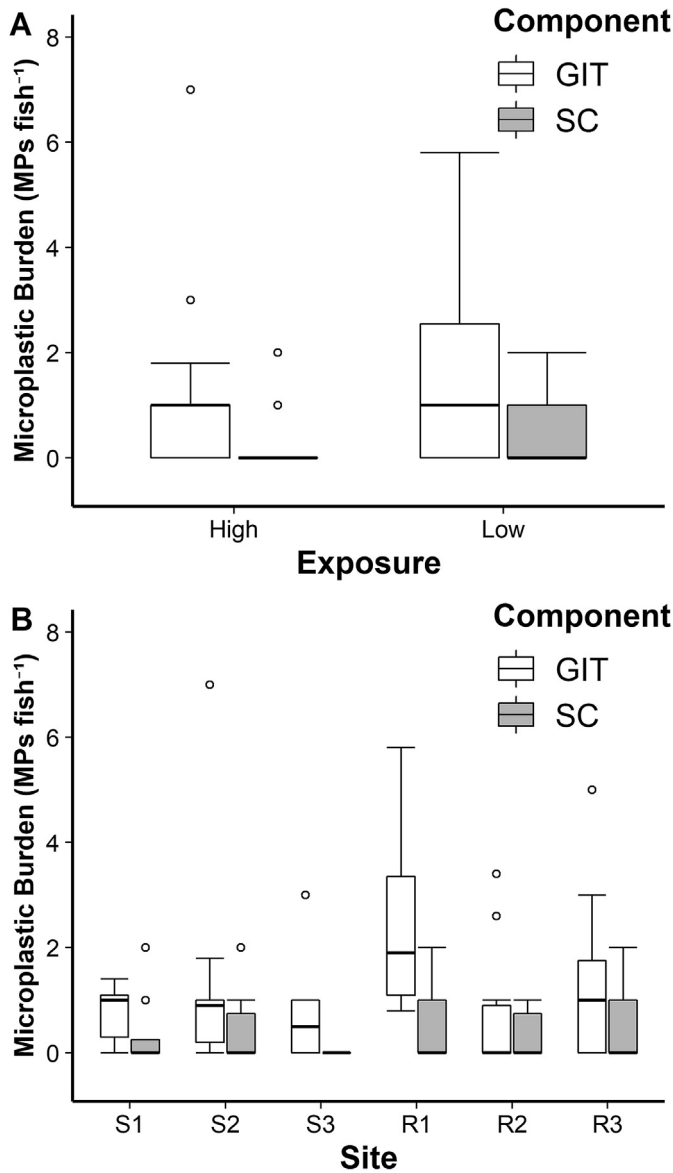 A
Component
GIT
SC
Microplastic Burden (MPs fish⁻¹)
8
6
4
2
0
High
Low
Exposure
B
Component
GIT
SC
Microplastic Burden (MPs fish⁻¹)
8
6
4
2
0
S1
S2
S3
R1
R2
R3
Site